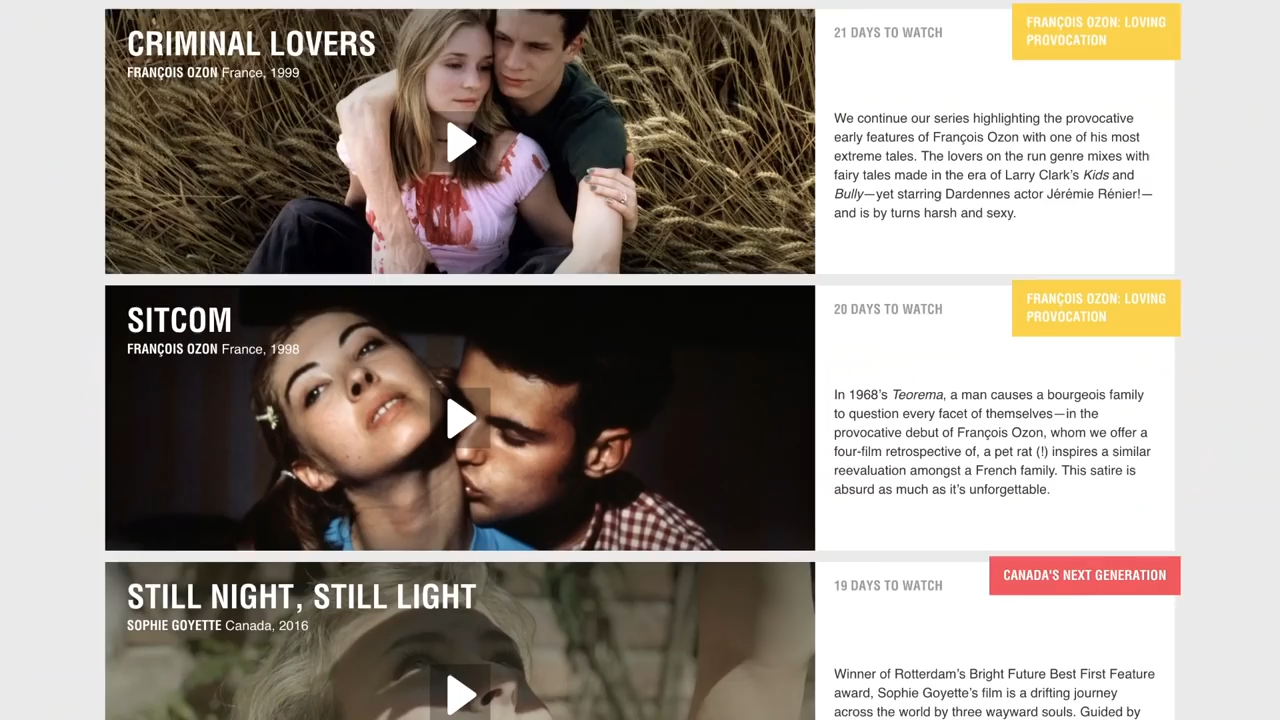 CRIMINAL LOVERS
FRANÇOIS OZON France, 1999
21 DAYS TO WATCH
FRANÇOIS OZON: LOVING
PROVOCATION
We continue our series highlighting the provocative
early features of François Ozon with one of his most
extreme tales. The lovers on the run genre mixes with
fairy tales made in the era of Larry Clark’s Kids and
Bully—yet starring Dardennes actor Jérémie Rénier!—
and is by turns harsh and sexy.
SITCOM
FRANÇOIS OZON France, 1998
20 DAYS TO WATCH
FRANÇOIS OZON: LOVING
PROVOCATION
In 1968’s Teorema, a man causes a bourgeois family
to question every facet of themselves—in the
provocative debut of François Ozon, whom we offer a
four-film retrospective of, a pet rat (!) inspires a similar
reevaluation amongst a French family. This satire is
absurd as much as it’s unforgettable.
STILL NIGHT, STILL LIGHT
SOPHIE GOYETTE Canada, 2016
19 DAYS TO WATCH
CANADA'S NEXT GENERATION
Winner of Rotterdam’s Bright Future Best First Feature
award, Sophie Goyette’s film is a drifting journey
across the world by three wayward souls. Guided by